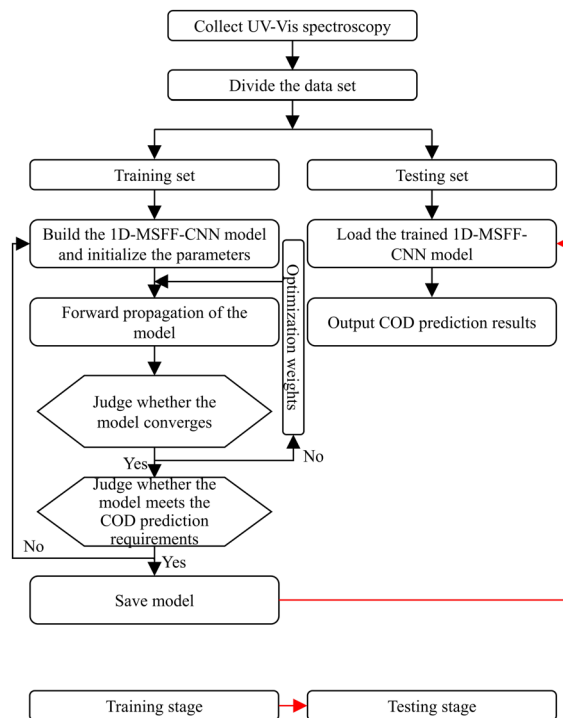 Collect UV-Vis spectroscopy
Divide the data set
Training set
Testing set
Build the 1D-MSFF-CNN model
and initialize the parameters
Load the trained 1D-MSFF-
CNN model
Optimization weights
Forward propagation of the
model
Output COD prediction results
Judge whether the
model converges
Yes
No
Judge whether the
model meets the
COD prediction
requirements
No
Yes
Save model
Training stage
Testing stage